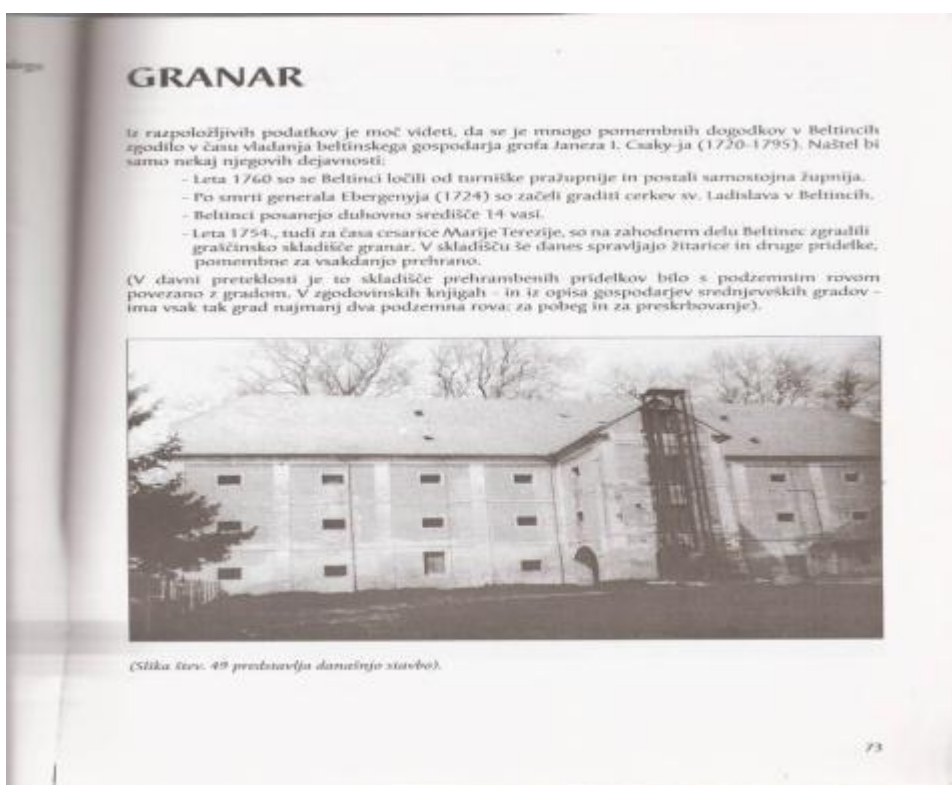 GRANAR
Iz razpoložljivih podatkov je moč videti, da se je mnogo pomembnih dogodkov v Beltincih
zgodilo v času vladanja beltinskega gospodarja grofa Janeza I. Csaky-ja (1720-1795). Naštel bi
samo nekaj njegovih dejavnosti:
- Leta 1760 so se Beltinci ločili od turniške pražupnije in postali samostojna župnija.
- Po smrti generala Ebergenyja (1724) so začeli graditi cerkev sv. Ladislava v Beltincih.
- Beltinci posanejo duhovno središče 14 vasi.
- Leta 1754., tudi za časa cesarice Marije Terezije, so na zahodnem delu Beltinec zgradili
graščinsko skladišče granar. V skladišču še danes spravljajo žitarice in druge pridelke,
pomembne za vsakdanjo prehrano.
(V davni preteklosti je to skladišče prehrambenih pridelkov bilo s podzemnim rovom
povezano z gradom. V zgodovinskih knjigah - in iz opisa gospodarjev srednjeveških gradov -
ima vsak tak grad najmanj dva podzemna rova: za pobeg in za preskrbovanje).
(Slika štev. 49 predstavlja današnjo stavbo).
73